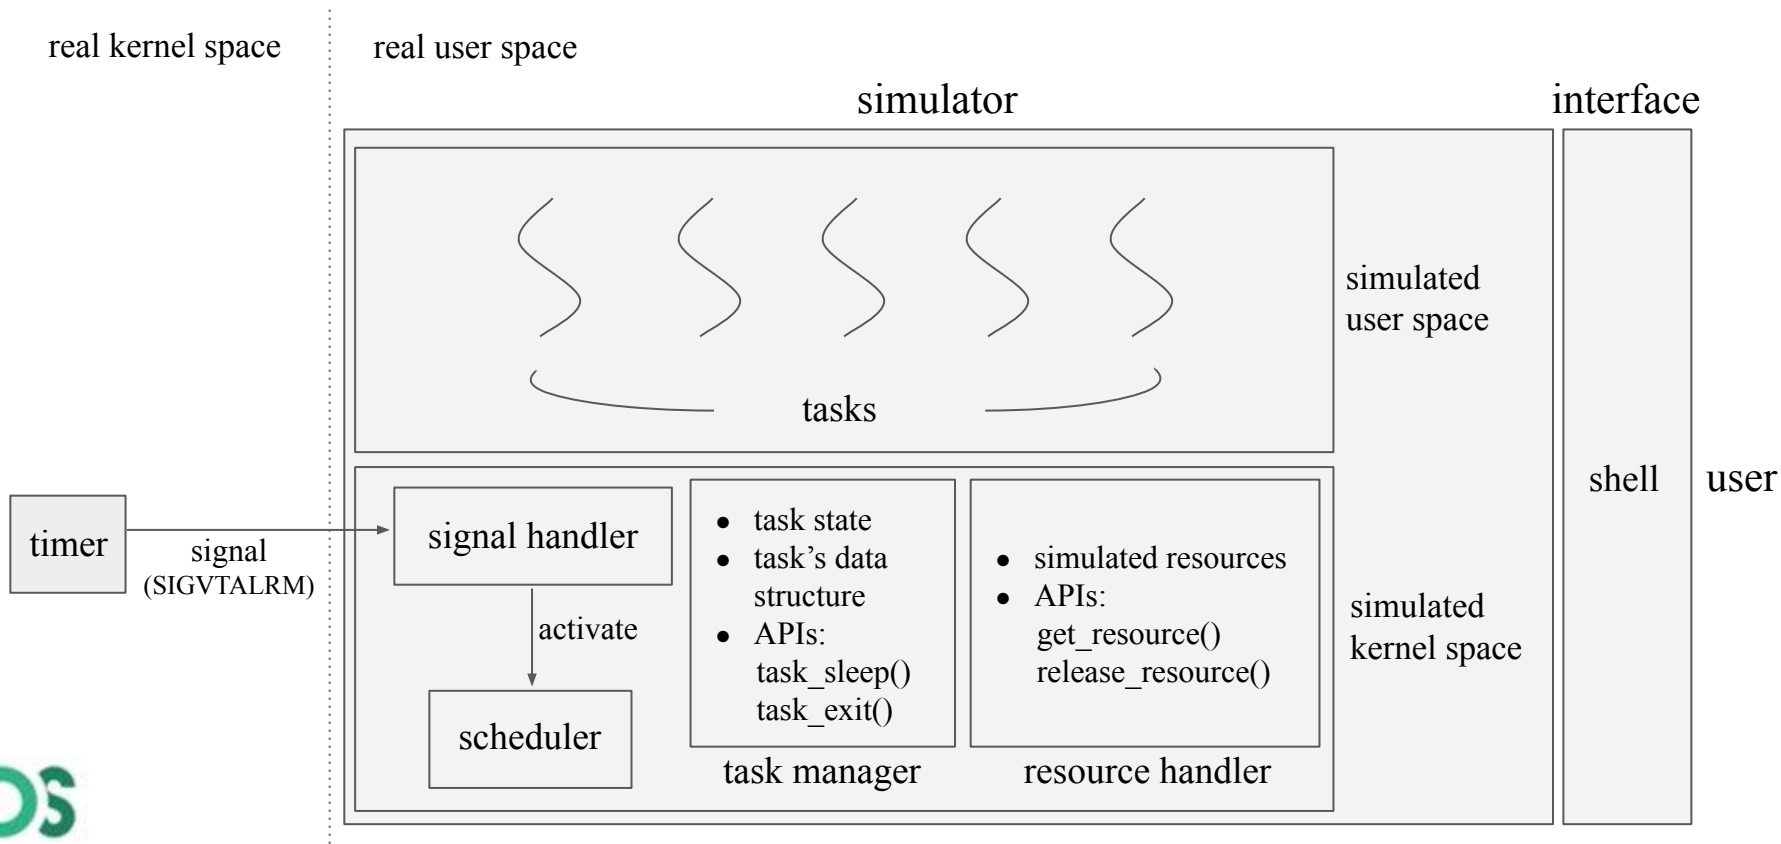 real kernel space
real user space
simulator
interface
simulated
user space
tasks
timer
signal
(SIGVTALRM)
signal handler
activate
scheduler
● task state
● task’s data
structure
● APIs:
task_sleep()
task_exit()
task manager
● simulated resources
● APIs:
get_resource()
release_resource()
resource handler
simulated
kernel space
shell
user
OS